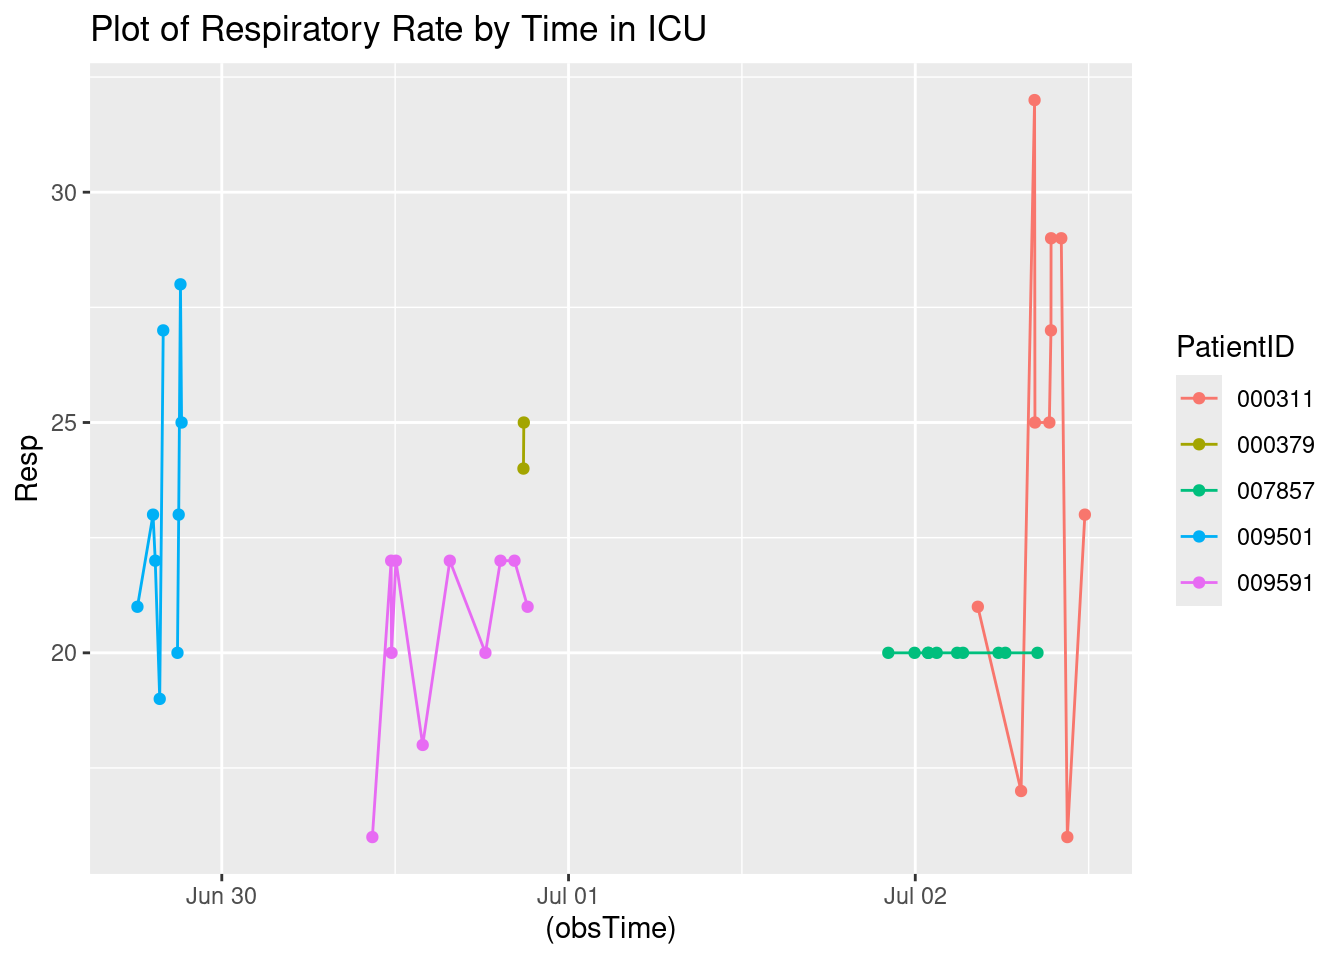 Plot of Respiratory Rate by Time in ICU
30
25
20
Resp
Jun 30
Jul 01
Jul 02
(obsTime)
PatientID
000311
000379
007857
009501
009591